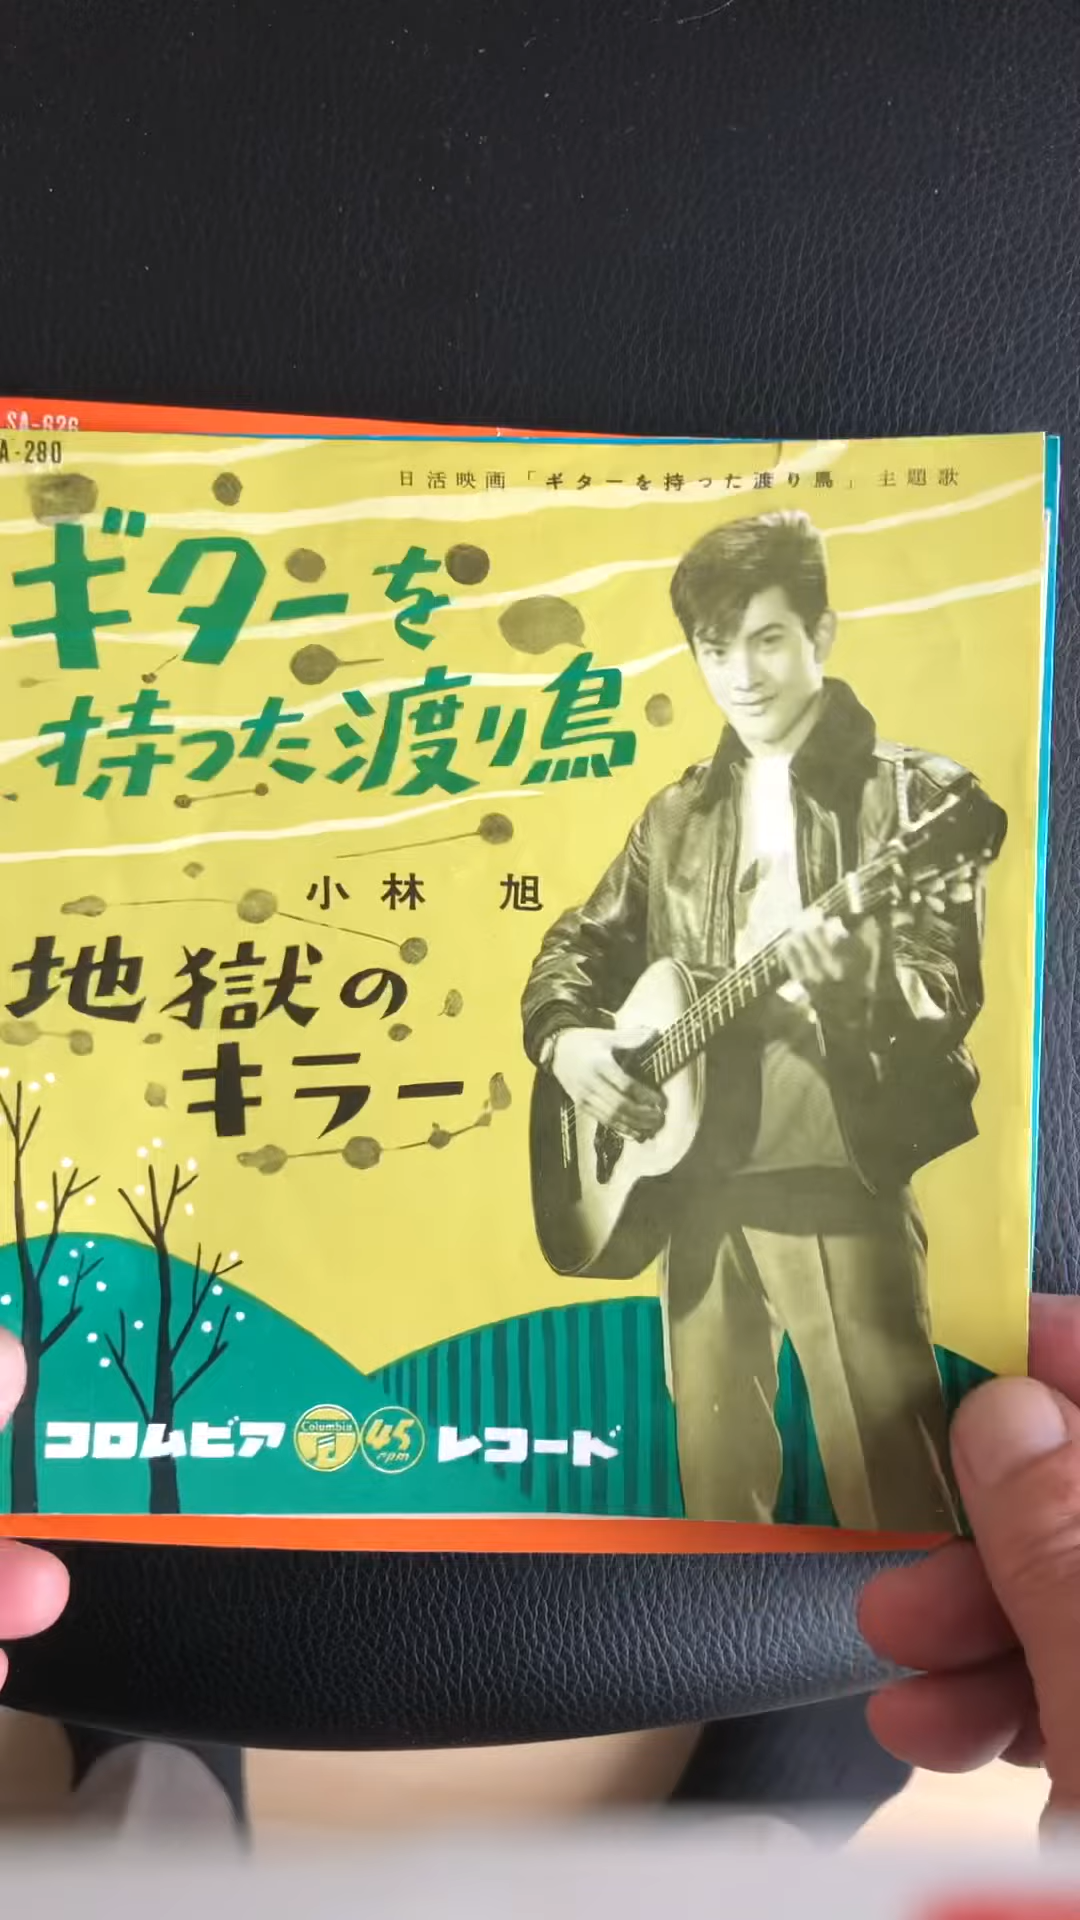 SA-626
A-280
日活映画「ギターを持った渡り鳥」主題歌
ギターを
持った渡り鳥
小林 旭
地獄の
キラー
コロムビア Columbia 45 rpm レコード